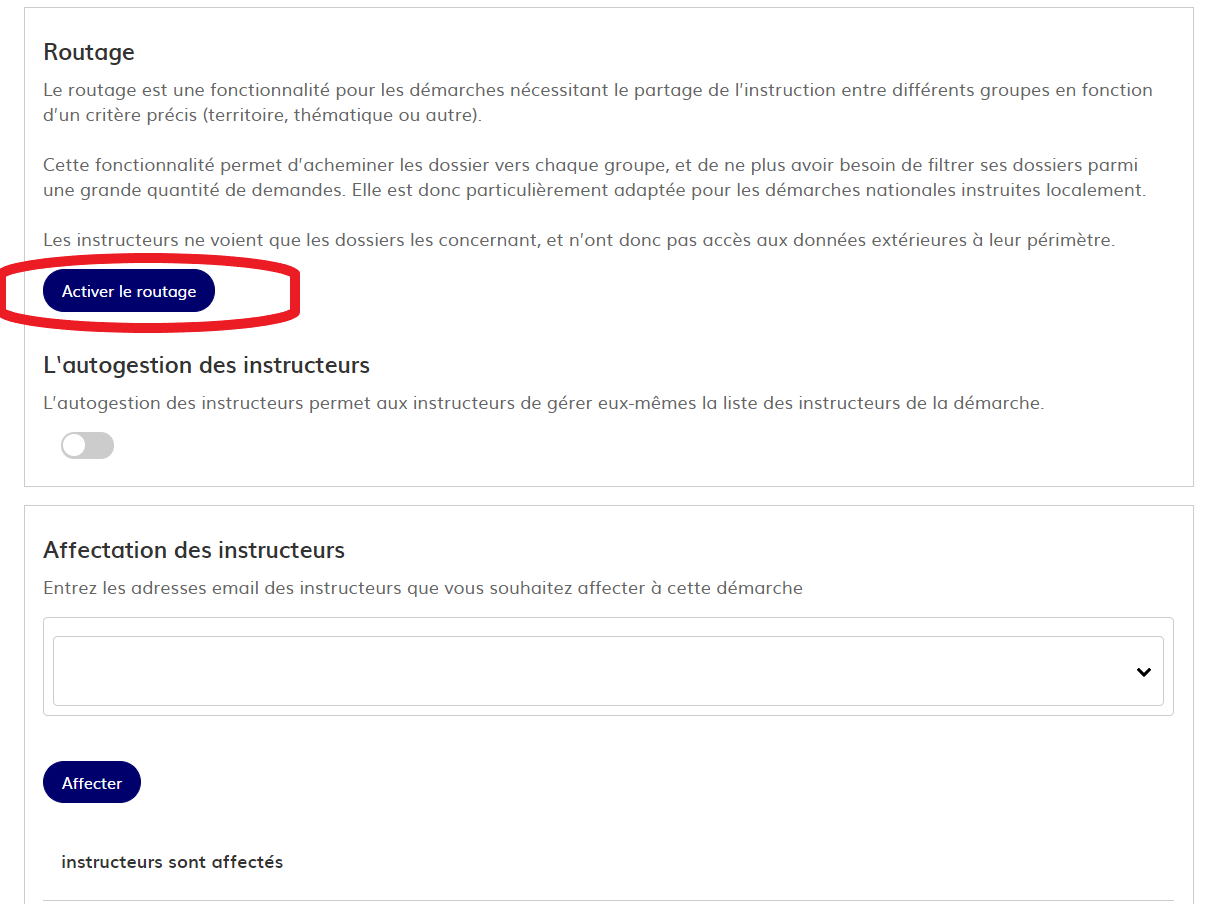 Routage
Le routage est une fonctionnalité pour les démarches nécessitant le partage de l'instruction entre différents groupes en fonction
d'un critère précis (territoire, thématique ou autre).
Cette fonctionnalité permet d'acheminer les dossier vers chaque groupe, et de ne plus avoir besoin de filtrer ses dossiers parmi
une grande quantité de demandes. Elle est donc particulièrement adaptée pour les démarches nationales instruites localement.
Les instructeurs ne voient que les dossiers les concernant, et n'ont donc pas accès aux données extérieures à leur périmètre.
Activer le routage
L'autogestion des instructeurs
L'autogestion des instructeurs permet aux instructeurs de gérer eux-mêmes la liste des instructeurs de la démarche.
Affectation des instructeurs
Entrez les adresses email des instructeurs que vous souhaitez affecter à cette démarche
Affecter
instructeurs sont affectés